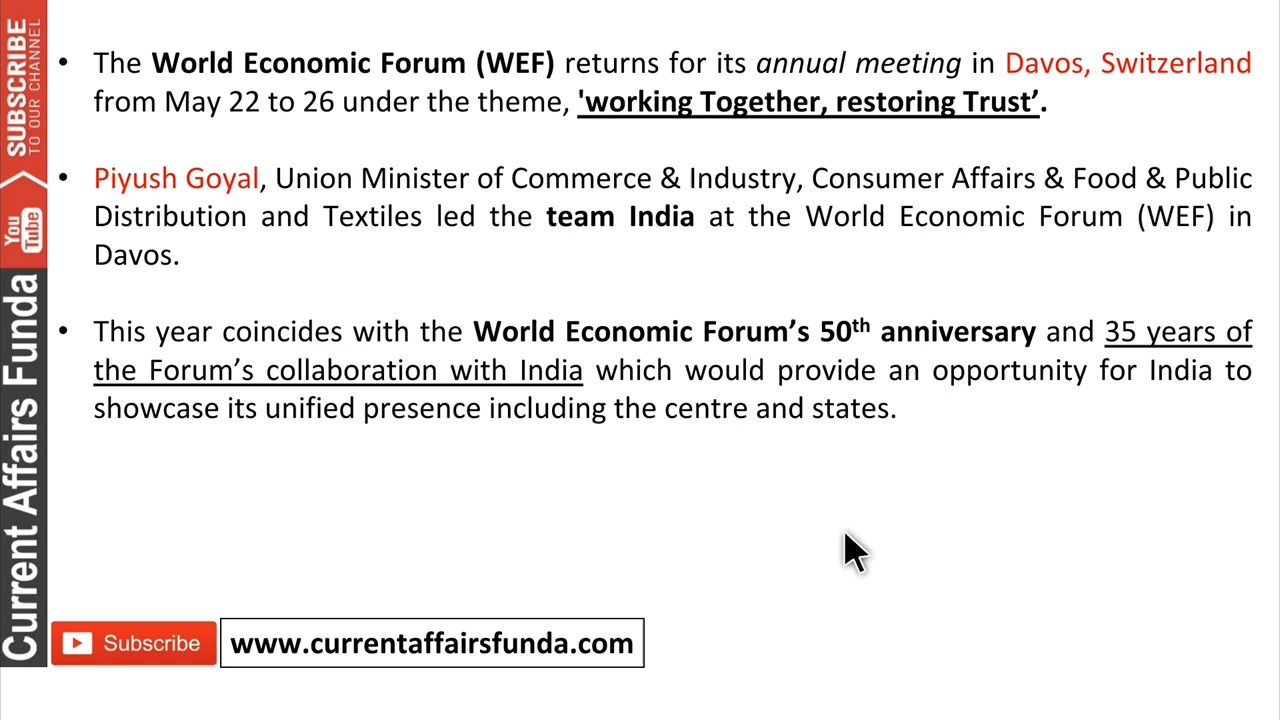 • The World Economic Forum (WEF) returns for its annual meeting in Davos, Switzerland
from May 22 to 26 under the theme, 'working Together, restoring Trust’.
• Piyush Goyal, Union Minister of Commerce & Industry, Consumer Affairs & Food & Public
Distribution and Textiles led the team India at the World Economic Forum (WEF) in
Davos.
• This year coincides with the World Economic Forum’s 50th anniversary and 35 years of
the Forum’s collaboration with India which would provide an opportunity for India to
showcase its unified presence including the centre and states.
SUBSCRIBE
TO OUR CHANNEL
You
Tube
Current Affairs Funda
Subscribe
www.currentaffairsfunda.com